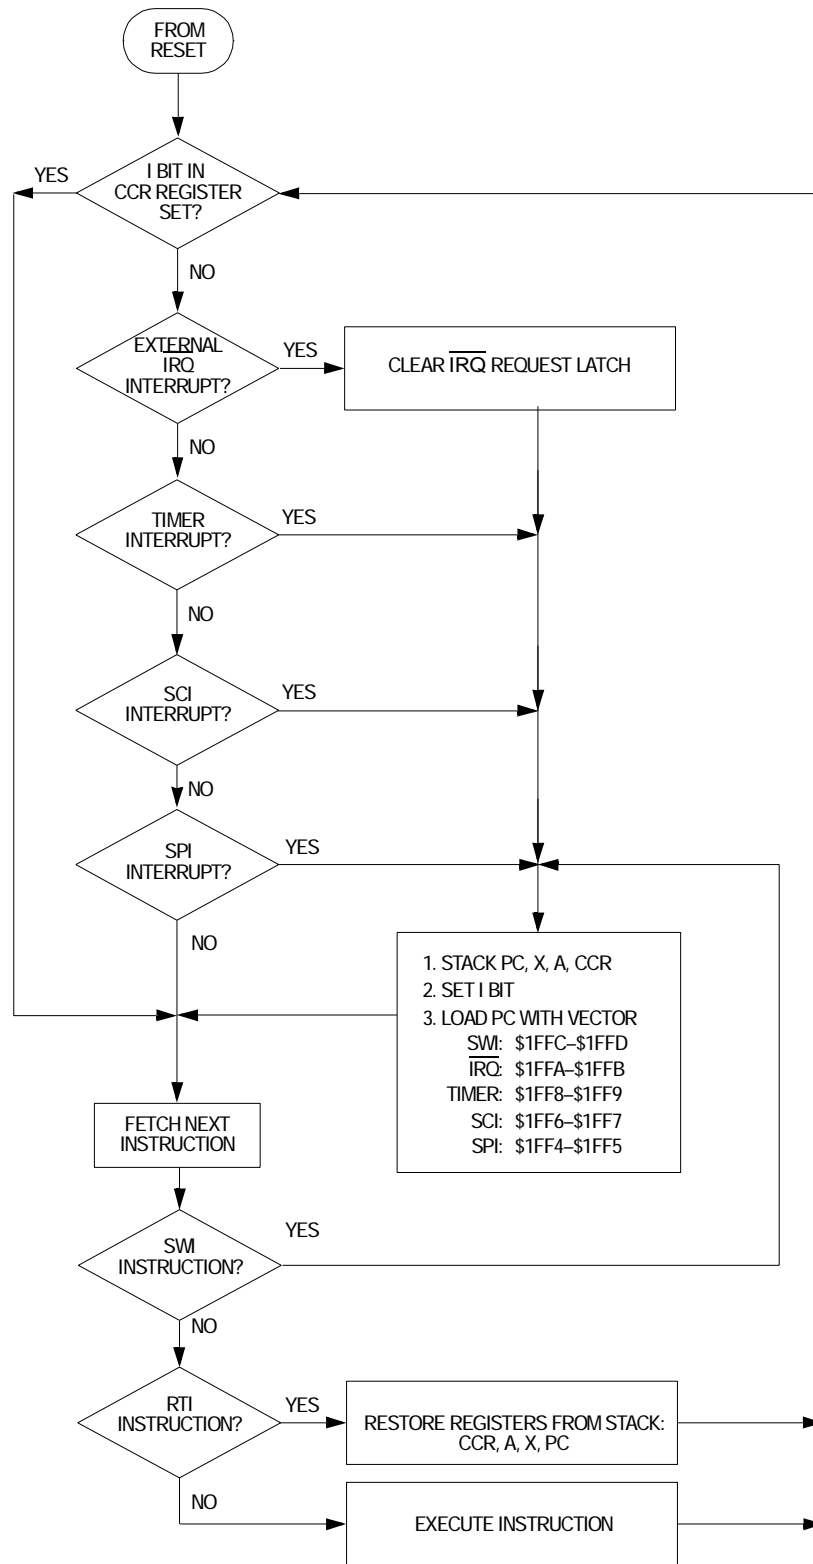 FROM
RESET
YES
I BIT IN
CCR REGISTER
SET?
NO
EXTERNAL
IRQ
INTERRUPT?
YES
CLEAR IRQ REQUEST LATCH
NO
TIMER
INTERRUPT?
YES
NO
SCI
INTERRUPT?
YES
NO
SPI
INTERRUPT?
YES
NO
1. STACK PC, X, A, CCR
2. SET I BIT
3. LOAD PC WITH VECTOR
SWI: $1FFC–$1FFD
IRQ: $1FFA–$1FFB
TIMER: $1FF8–$1FF9
SCI: $1FF6–$1FF7
SPI: $1FF4–$1FF5
FETCH NEXT
INSTRUCTION
SWI
INSTRUCTION?
YES
NO
RTI
INSTRUCTION?
YES
RESTORE REGISTERS FROM STACK:
CCR, A, X, PC
NO
EXECUTE INSTRUCTION